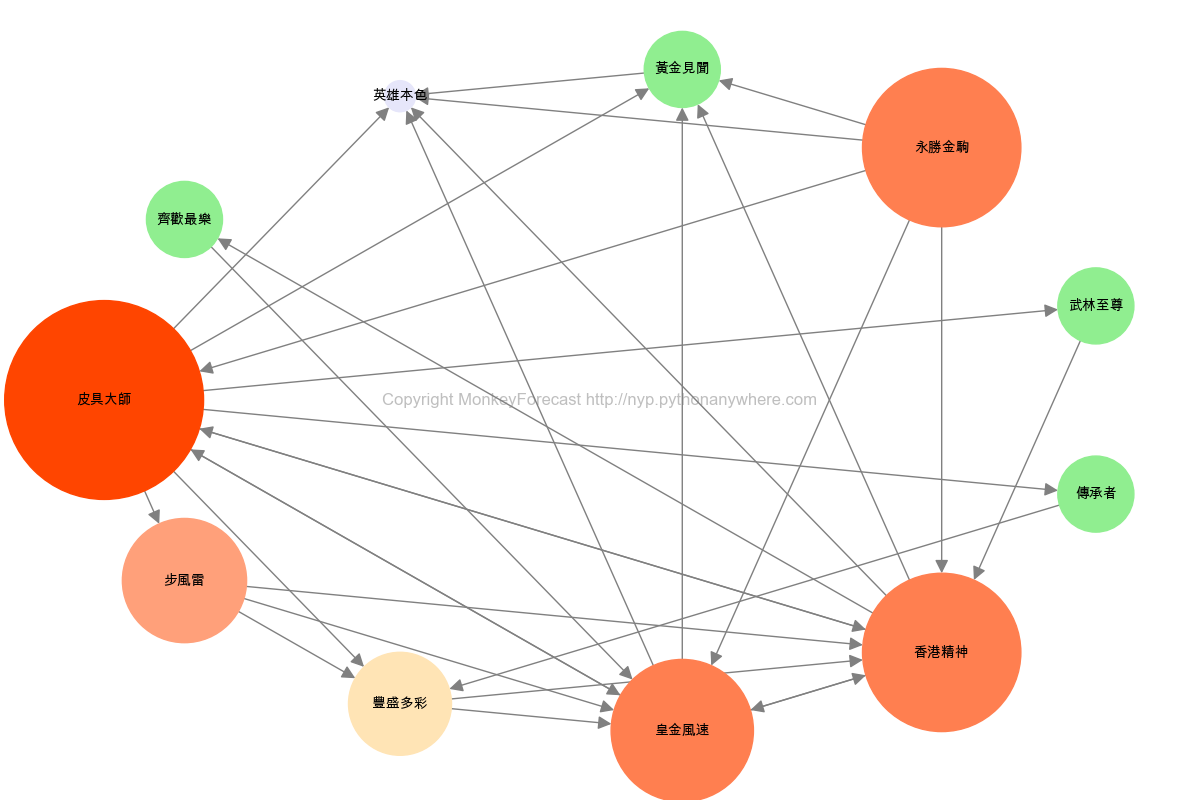 黃金見聞
英雄本色
永勝金駒
齊歡最樂
武林至尊
皮具大師
Copyright MonkeyForecast http://nyp.pythonanywhere.com
傳承者
步風雷
香港精神
豐盛多彩
皇金風速